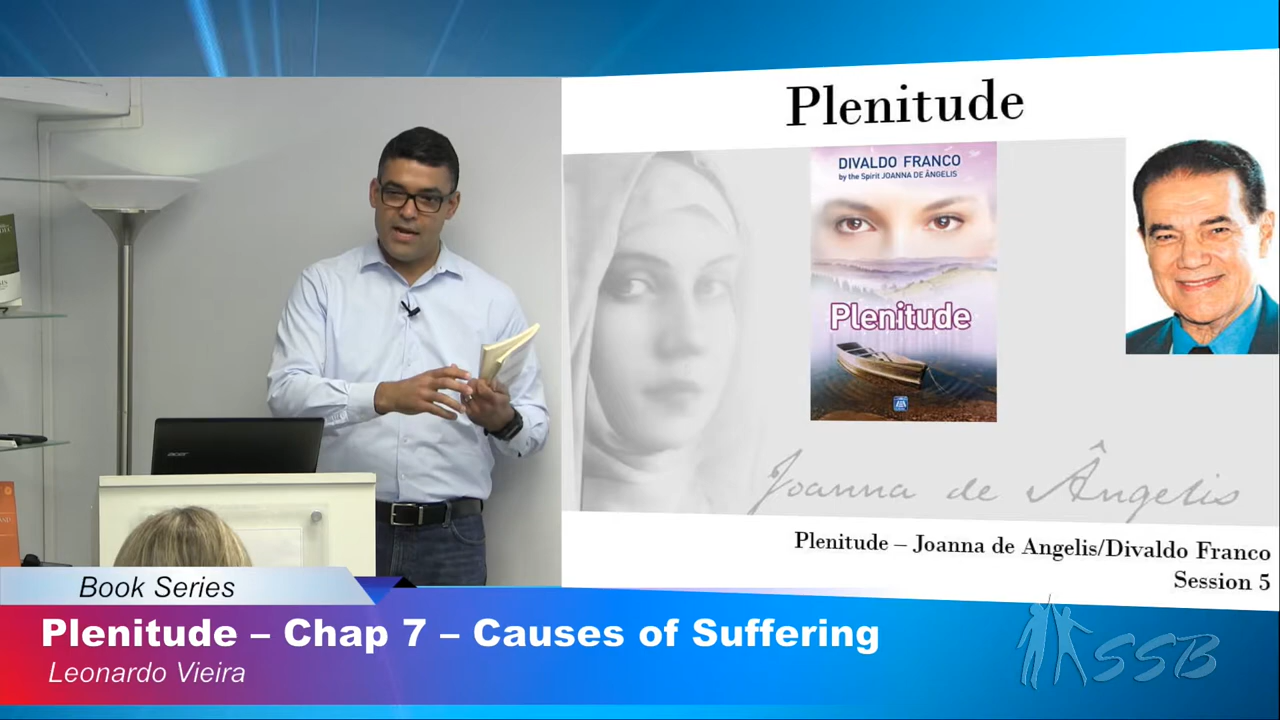 Plenitude
DIVALDO FRANCO
by the Spirit JOANNA DE ÂNGELIS
Plenitude
Joanna de Ângelis
Plenitude – Joanna de Angelis/Divaldo Franco
Session 5
acer
Book Series
Plenitude – Chap 7 – Causes of Suffering
Leonardo Vieira
SSB